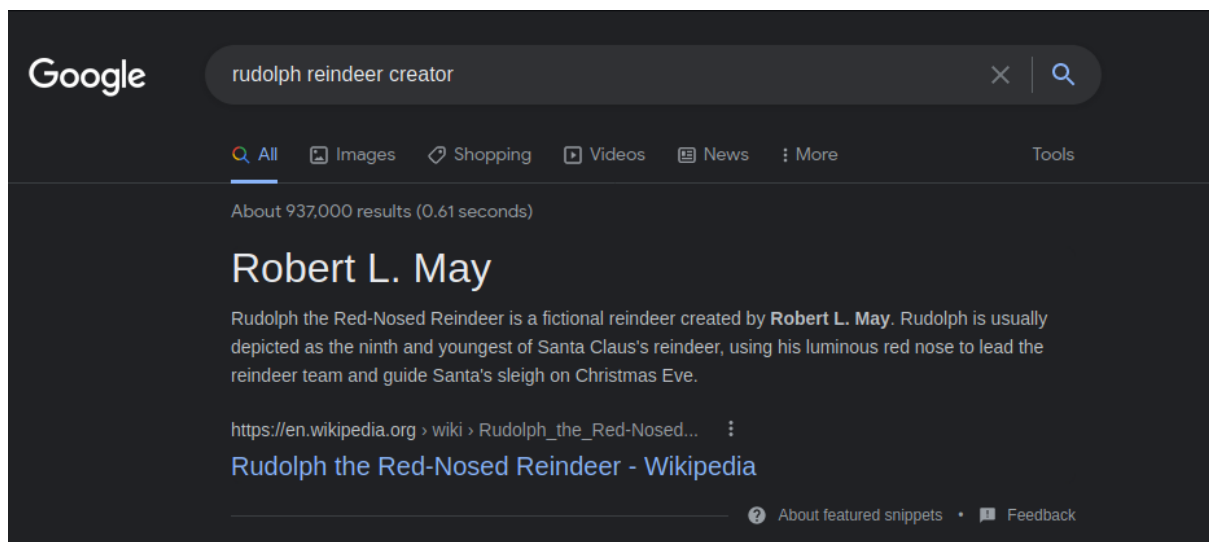 Google
rudolph reindeer creator
All Images Shopping Videos News More Tools
About 937,000 results (0.61 seconds)
Robert L. May
Rudolph the Red-Nosed Reindeer is a fictional reindeer created by Robert L. May. Rudolph is usually
depicted as the ninth and youngest of Santa Claus's reindeer, using his luminous red nose to lead the
reindeer team and guide Santa's sleigh on Christmas Eve.
https://en.wikipedia.org › wiki › Rudolph_the_Red-Nosed...
Rudolph the Red-Nosed Reindeer - Wikipedia
About featured snippets • Feedback